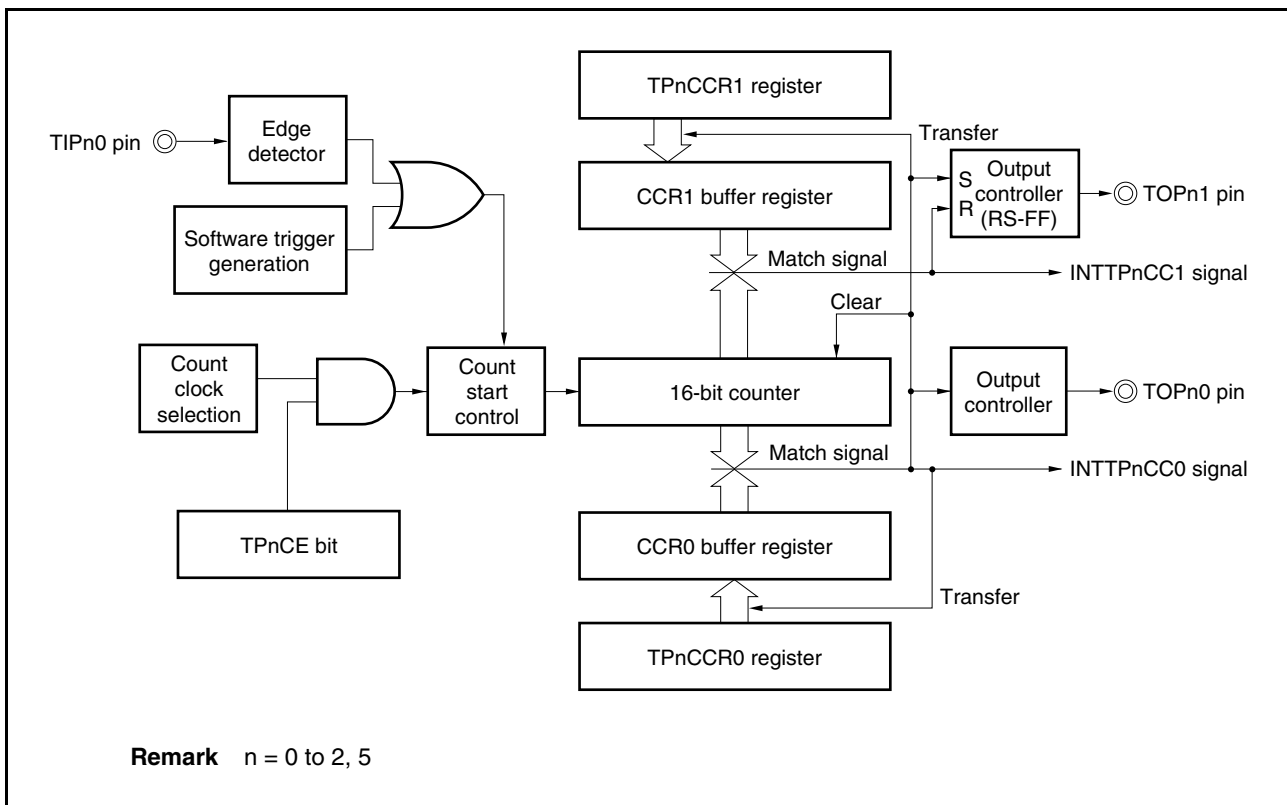 TPnCCR1 register
TIPn0 pin
Edge
detector
Transfer
CCR1 buffer register
S
R
Output
controller
(RS-FF)
TOPn1 pin
Software trigger
generation
Match signal
INTTPnCC1 signal
Clear
Count
clock
selection
Count
start
control
16-bit counter
Output
controller
TOPn0 pin
Match signal
INTTPnCC0 signal
TPnCE bit
CCR0 buffer register
Transfer
TPnCCR0 register
Remark n = 0 to 2, 5